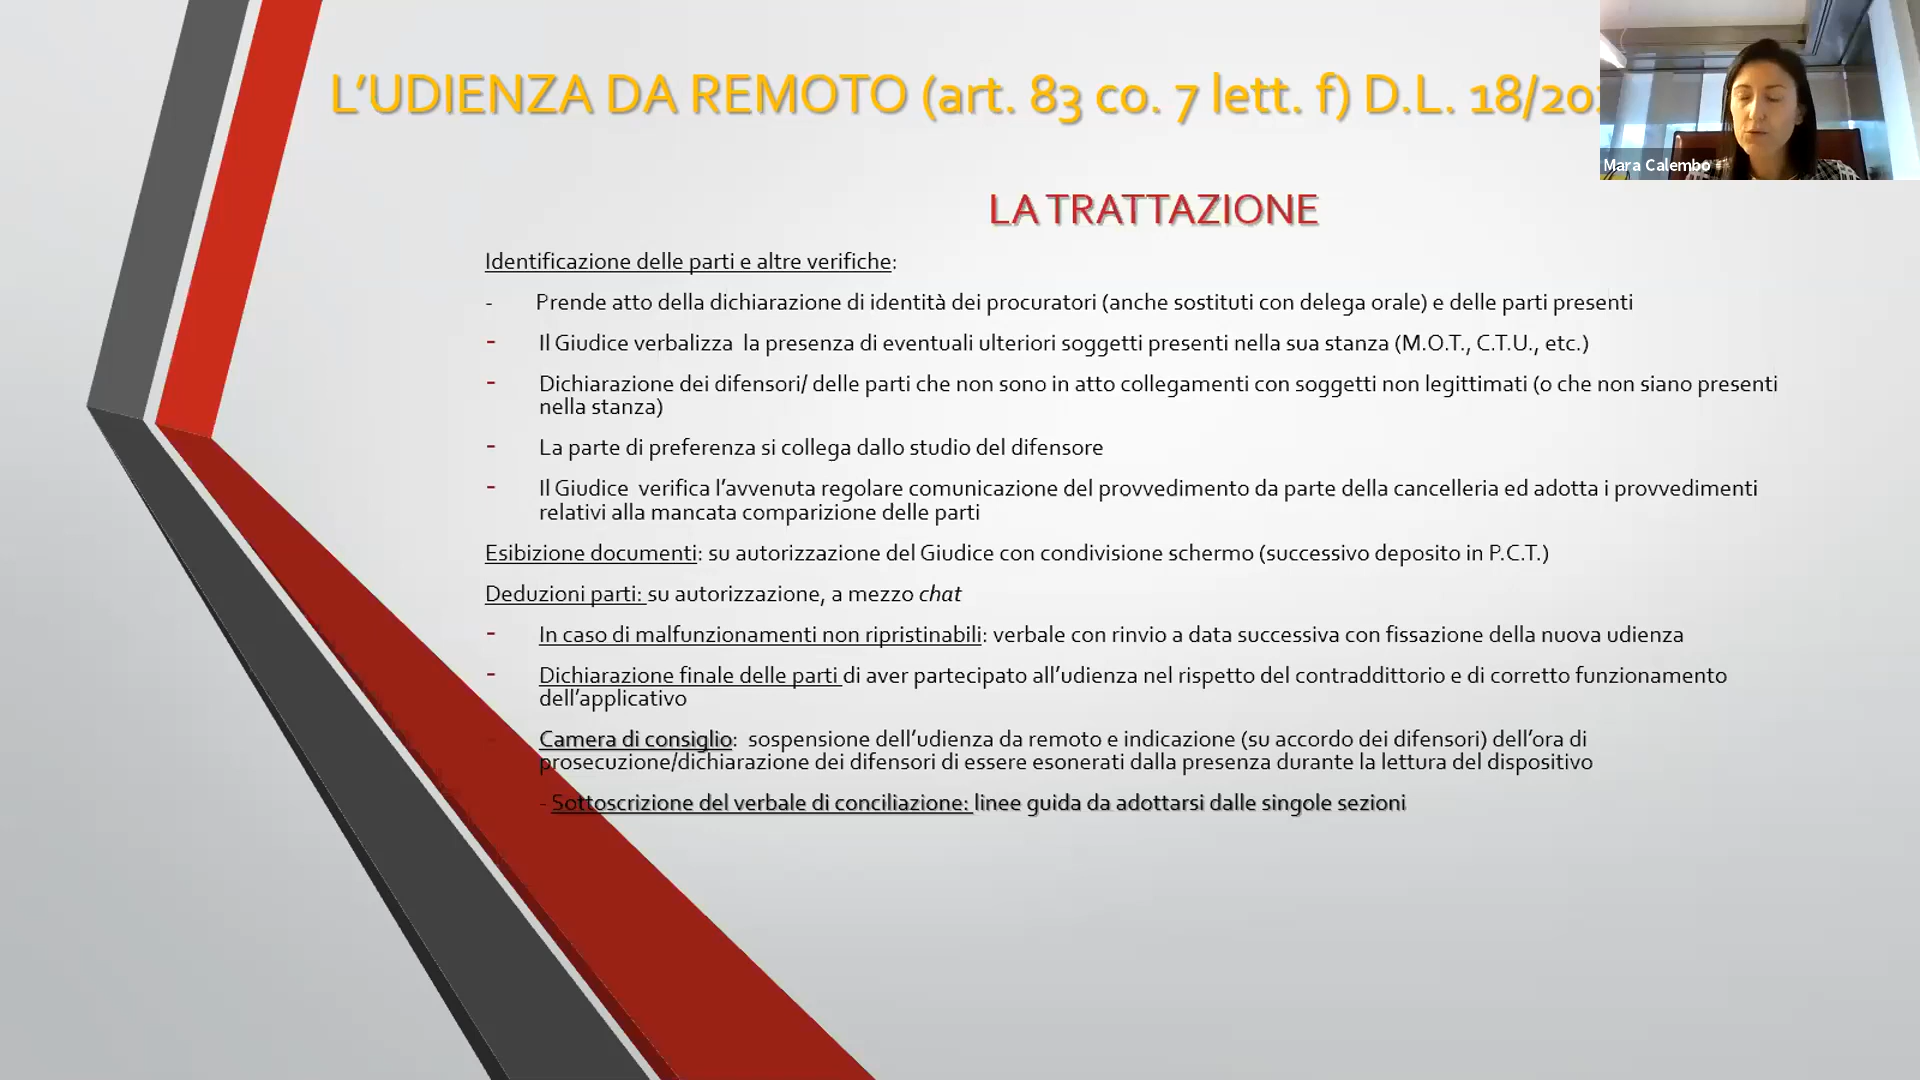 L’UDIENZA DA REMOTO (art. 83 co. 7 lett. f) D.L. 18/20
Mara Calembo
LA TRATTAZIONE
Identificazione delle parti e altre verifiche:
- Prende atto della dichiarazione di identità dei procuratori (anche sostituti con delega orale) e delle parti presenti
- Il Giudice verbalizza la presenza di eventuali ulteriori soggetti presenti nella sua stanza (M.O.T., C.T.U., etc.)
- Dichiarazione dei difensori/ delle parti che non sono in atto collegamenti con soggetti non legittimati (o che non siano presenti
nella stanza)
- La parte di preferenza si collega dallo studio del difensore
- Il Giudice verifica l’avvenuta regolare comunicazione del provvedimento da parte della cancelleria ed adotta i provvedimenti
relativi alla mancata comparizione delle parti
Esibizione documenti: su autorizzazione del Giudice con condivisione schermo (successivo deposito in P.C.T.)
Deduzioni parti: su autorizzazione, a mezzo chat
- In caso di malfunzionamenti non ripristinabili: verbale con rinvio a data successiva con fissazione della nuova udienza
- Dichiarazione finale delle parti di aver partecipato all’udienza nel rispetto del contraddittorio e di corretto funzionamento
dell’applicativo
- Camera di consiglio: sospensione dell’udienza da remoto e indicazione (su accordo dei difensori) dell’ora di
prosecuzione/dichiarazione dei difensori di essere esonerati dalla presenza durante la lettura del dispositivo
- Sottoscrizione del verbale di conciliazione: linee guida da adottarsi dalle singole sezioni